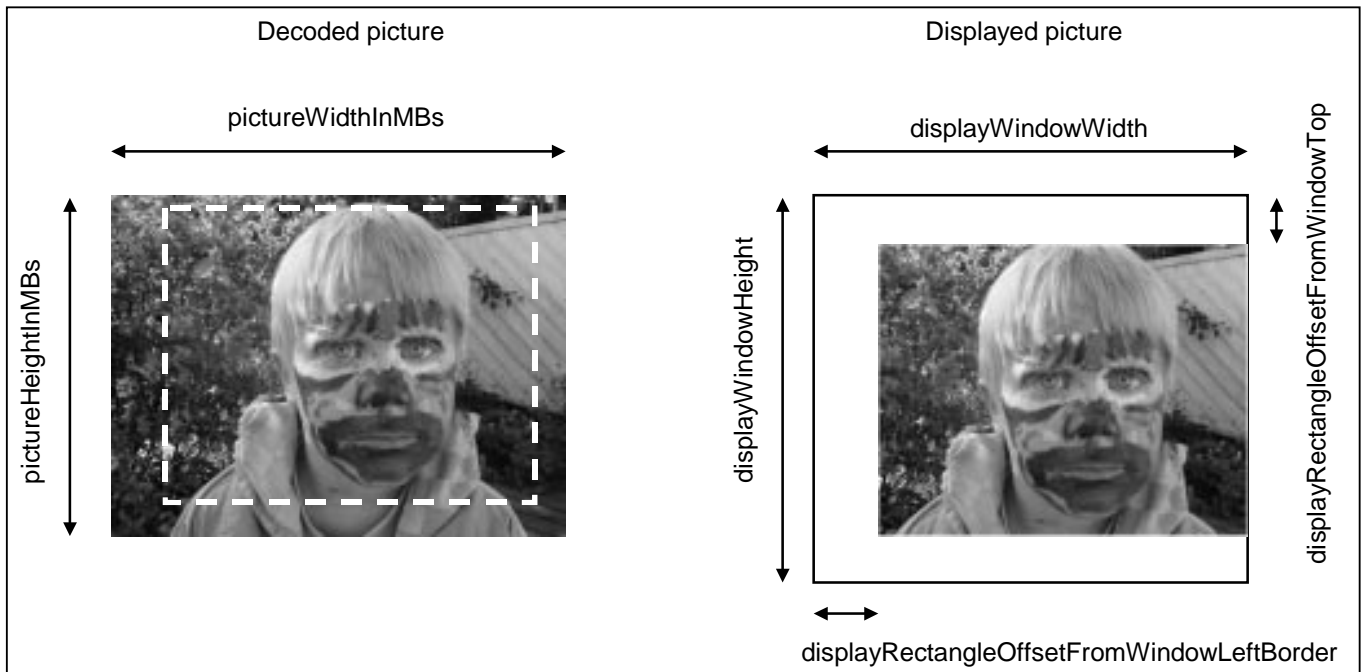 Decoded picture
Displayed picture
pictureWidthInMBs
displayWindowWidth
pictureHeightInMBs
displayWindowHeight
displayRectangleOffsetFromWindowTop
displayRectangleOffsetFromWindowLeftBorder